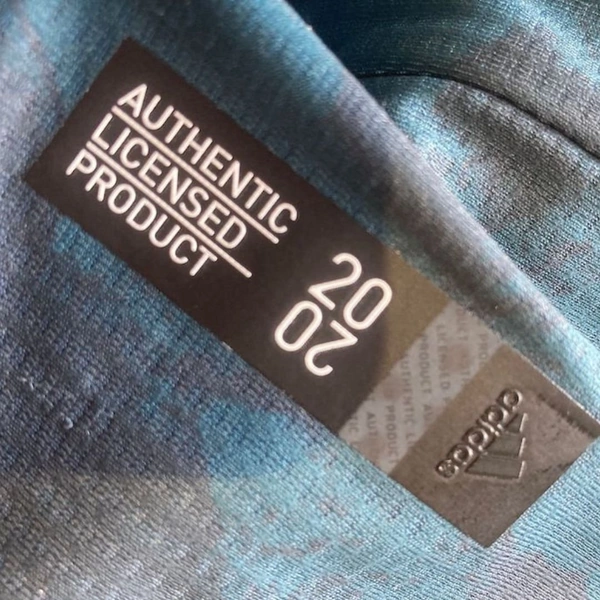 AUTHENTIC
LICENSED
PRODUCT
20
20
adidas